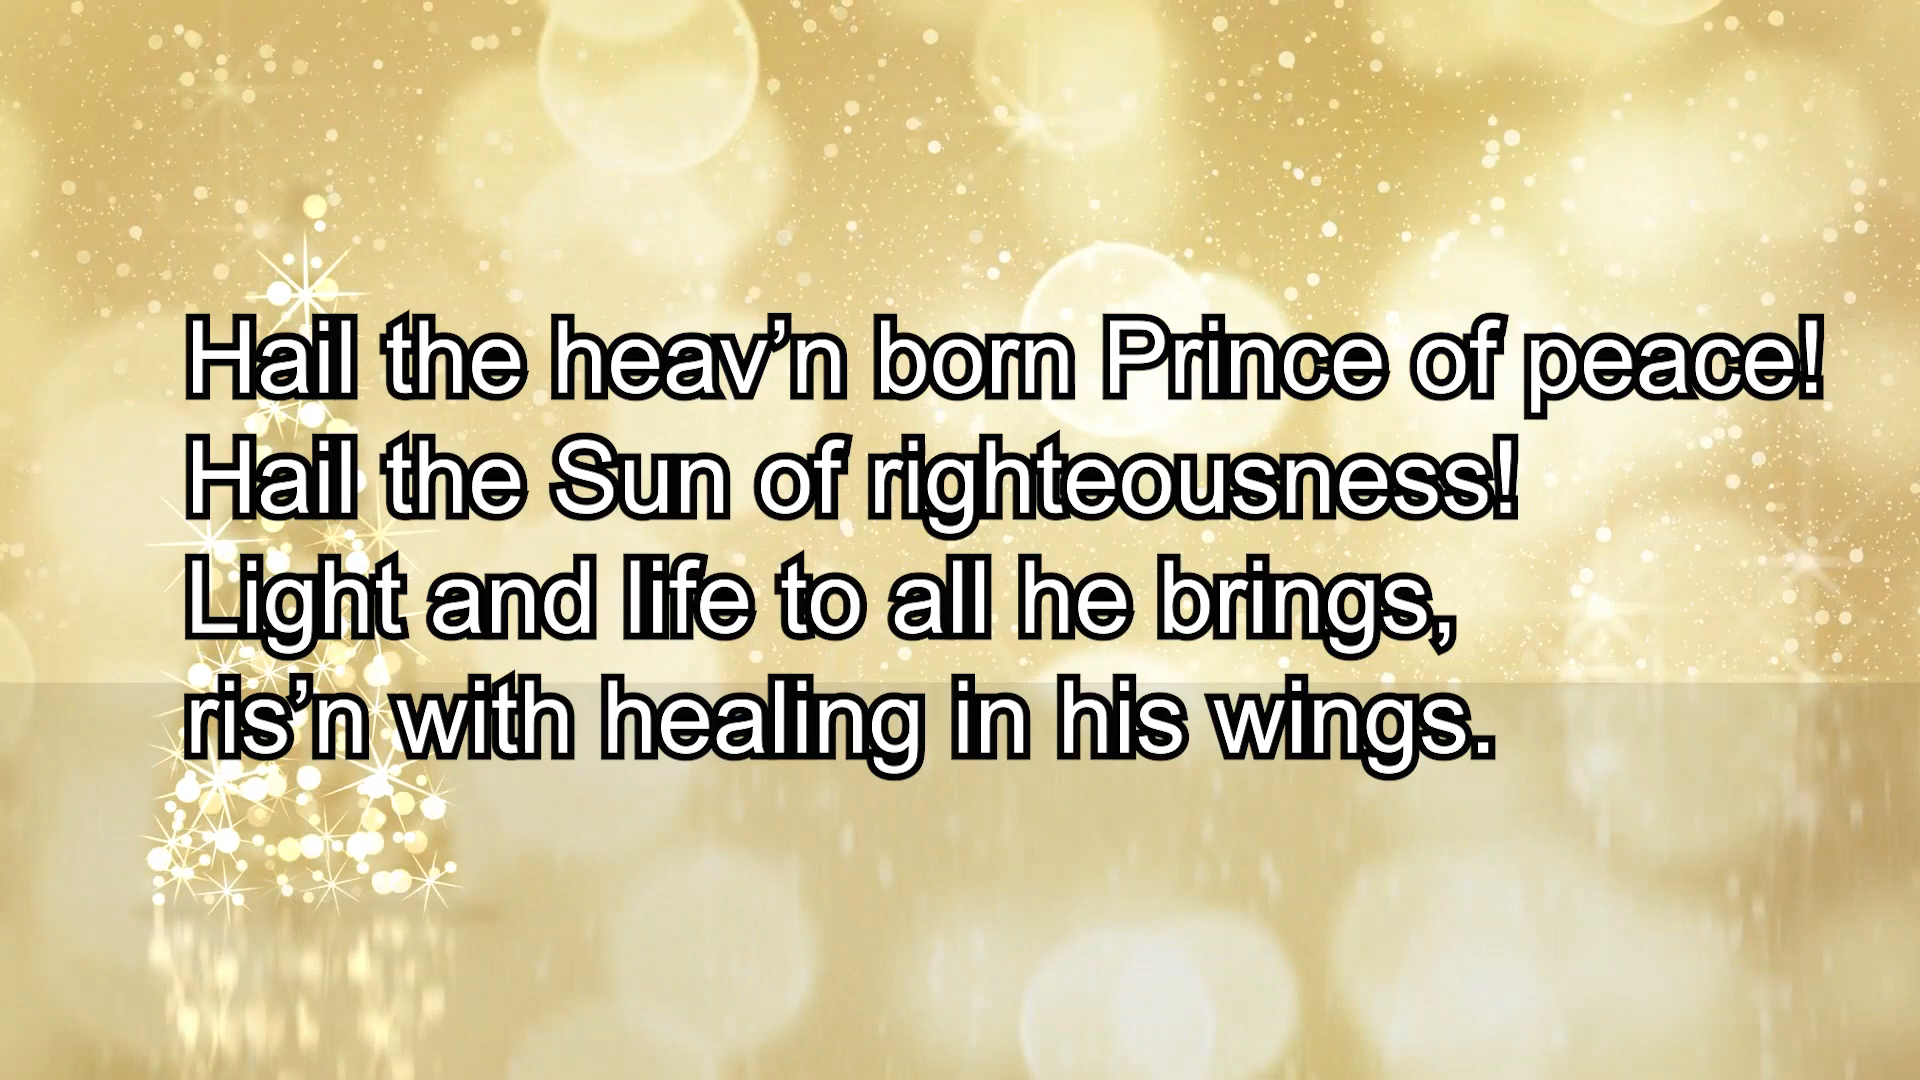 Hail the heav’n born Prince of peace!
Hail the Sun of righteousness!
Light and life to all he brings,
ris’n with healing in his wings.